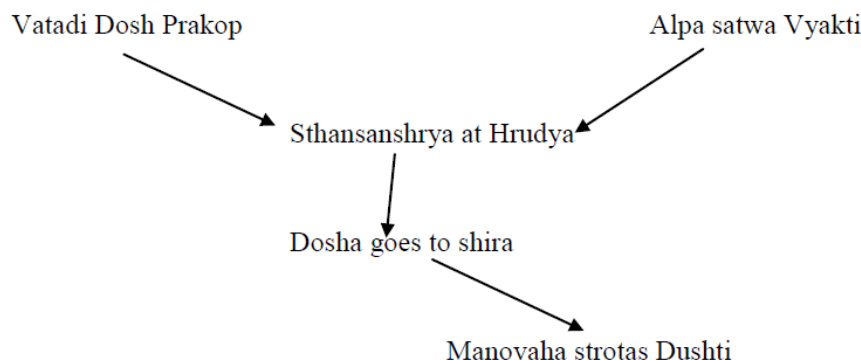 Vatadi Dosh Prakop
Alpa satwa Vyakti
Sthansanshrya at Hrudya
Dosha goes to shira
Manovaha strotas Dushti